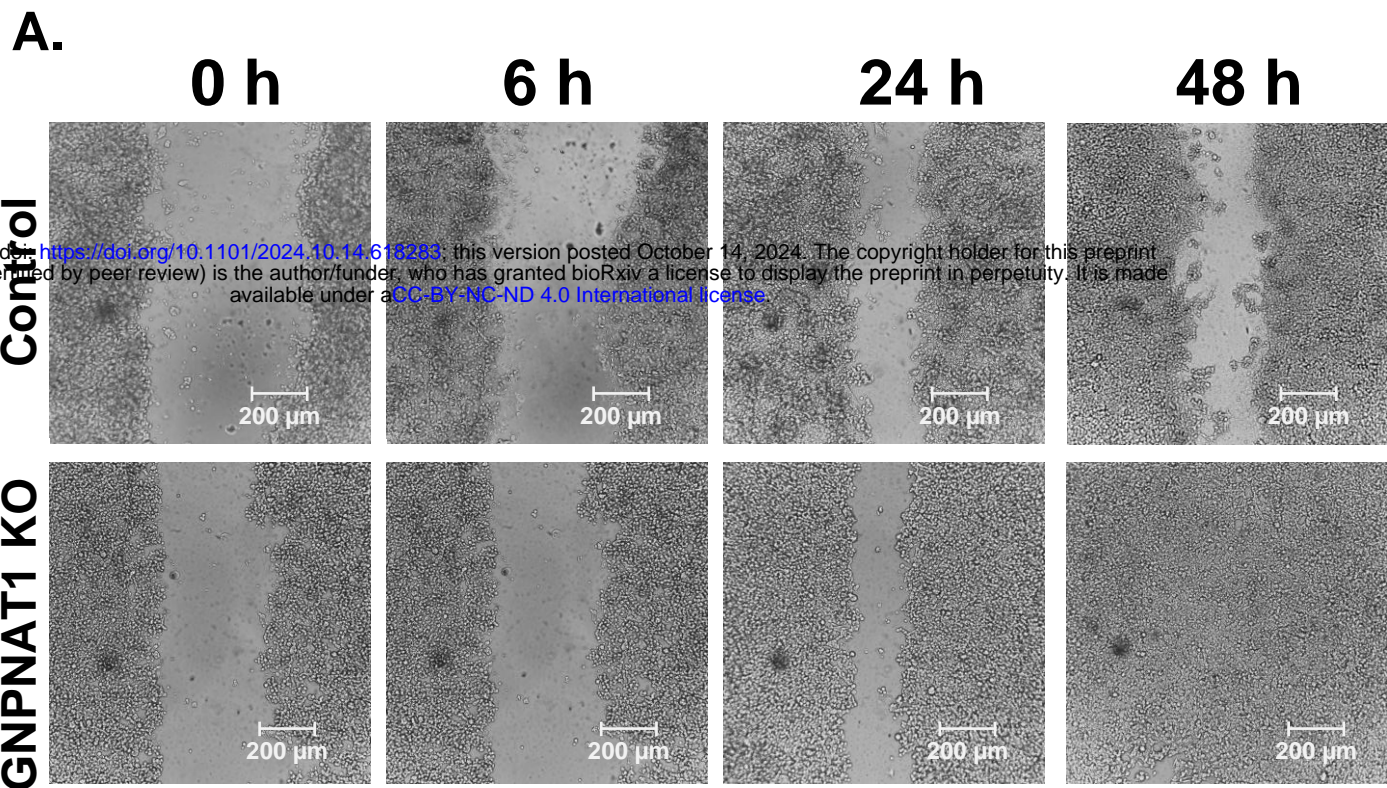 A.
0 h 6 h 24 h 48 h
Control
doi: https://doi.org/10.1101/2024.10.14.618283; this version posted October 14, 2024. The copyright holder for this preprint
by peer review) is the author/funder, who has granted bioRxiv a license to display the preprint in perpetuity. It is made
available under aCC-BY-NC-ND 4.0 International license.
200 µm 200 µm 200 µm 200 µm
GNPNAT1 KO
200 µm 200 µm 200 µm 200 µm